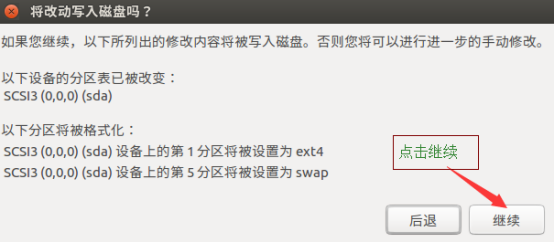 将改动写入磁盘吗？
如果您继续，以下所列出的修改内容将被写入磁盘。否则您将可以进行进一步的手动修改。
以下设备的分区表已被改变：
SCSI3 (0,0,0) (sda)
以下分区将被格式化：
SCSI3 (0,0,0) (sda) 设备上的第 1 分区将被设置为 ext4
SCSI3 (0,0,0) (sda) 设备上的第 5 分区将被设置为 swap
点击继续
后退
继续